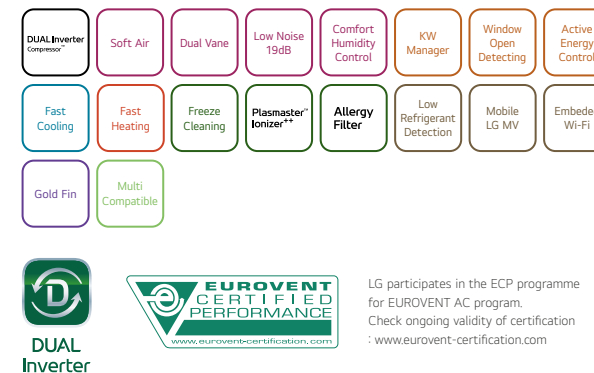 DUAL Inverter
Compressor™
Soft Air
Dual Vane
Low Noise
19dB
Comfort
Humidity
Control
KW
Manager
Window
Open
Detecting
Active
Energy
Control
Fast
Cooling
Fast
Heating
Freeze
Cleaning
Plasmaster™
Ionizer++
Allergy
Filter
Low
Refrigerant
Detection
Mobile
LG MV
Embeded
Wi-Fi
Gold Fin
Multi
Compatible
D
DUAL
Inverter
e
EUROVENT
CERTIFIED
PERFORMANCE
www.eurovent-certification.com
LG participates in the ECP programme
for EUROVENT AC program.
Check ongoing validity of certification
: www.eurovent-certification.com